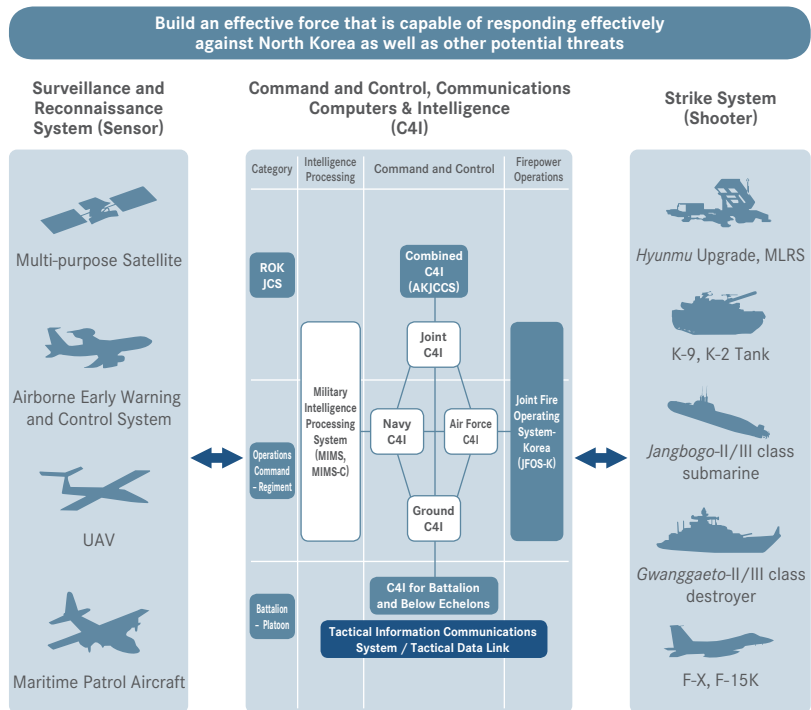 Build an effective force that is capable of responding effectively
against North Korea as well as other potential threats
Surveillance and
Reconnaissance
System (Sensor)
Multi-purpose Satellite
Airborne Early Warning
and Control System
UAV
Maritime Patrol Aircraft
Command and Control, Communications
Computers & Intelligence
(C4I)
Category
Intelligence
Processing
Command and Control
Firepower
Operations
ROK
JCS
Combined
C4I
(AKJCCS)
Joint
C4I
Military
Intelligence
Processing
System
(MIMS,
MIMS-C)
Navy
C4I
Air Force
C4I
Joint Fire
Operating
System-
Korea
(JFOS-K)
Operations
Command
– Regiment
Ground
C4I
Battalion
– Platoon
C4I for Battalion
and Below Echelons
Tactical Information Communications
System / Tactical Data Link
Strike System
(Shooter)
Hyunmu Upgrade, MLRS
K-9, K-2 Tank
Jangbogo-II/III class
submarine
Gwanggaeto-II/III class
destroyer
F-X, F-15K